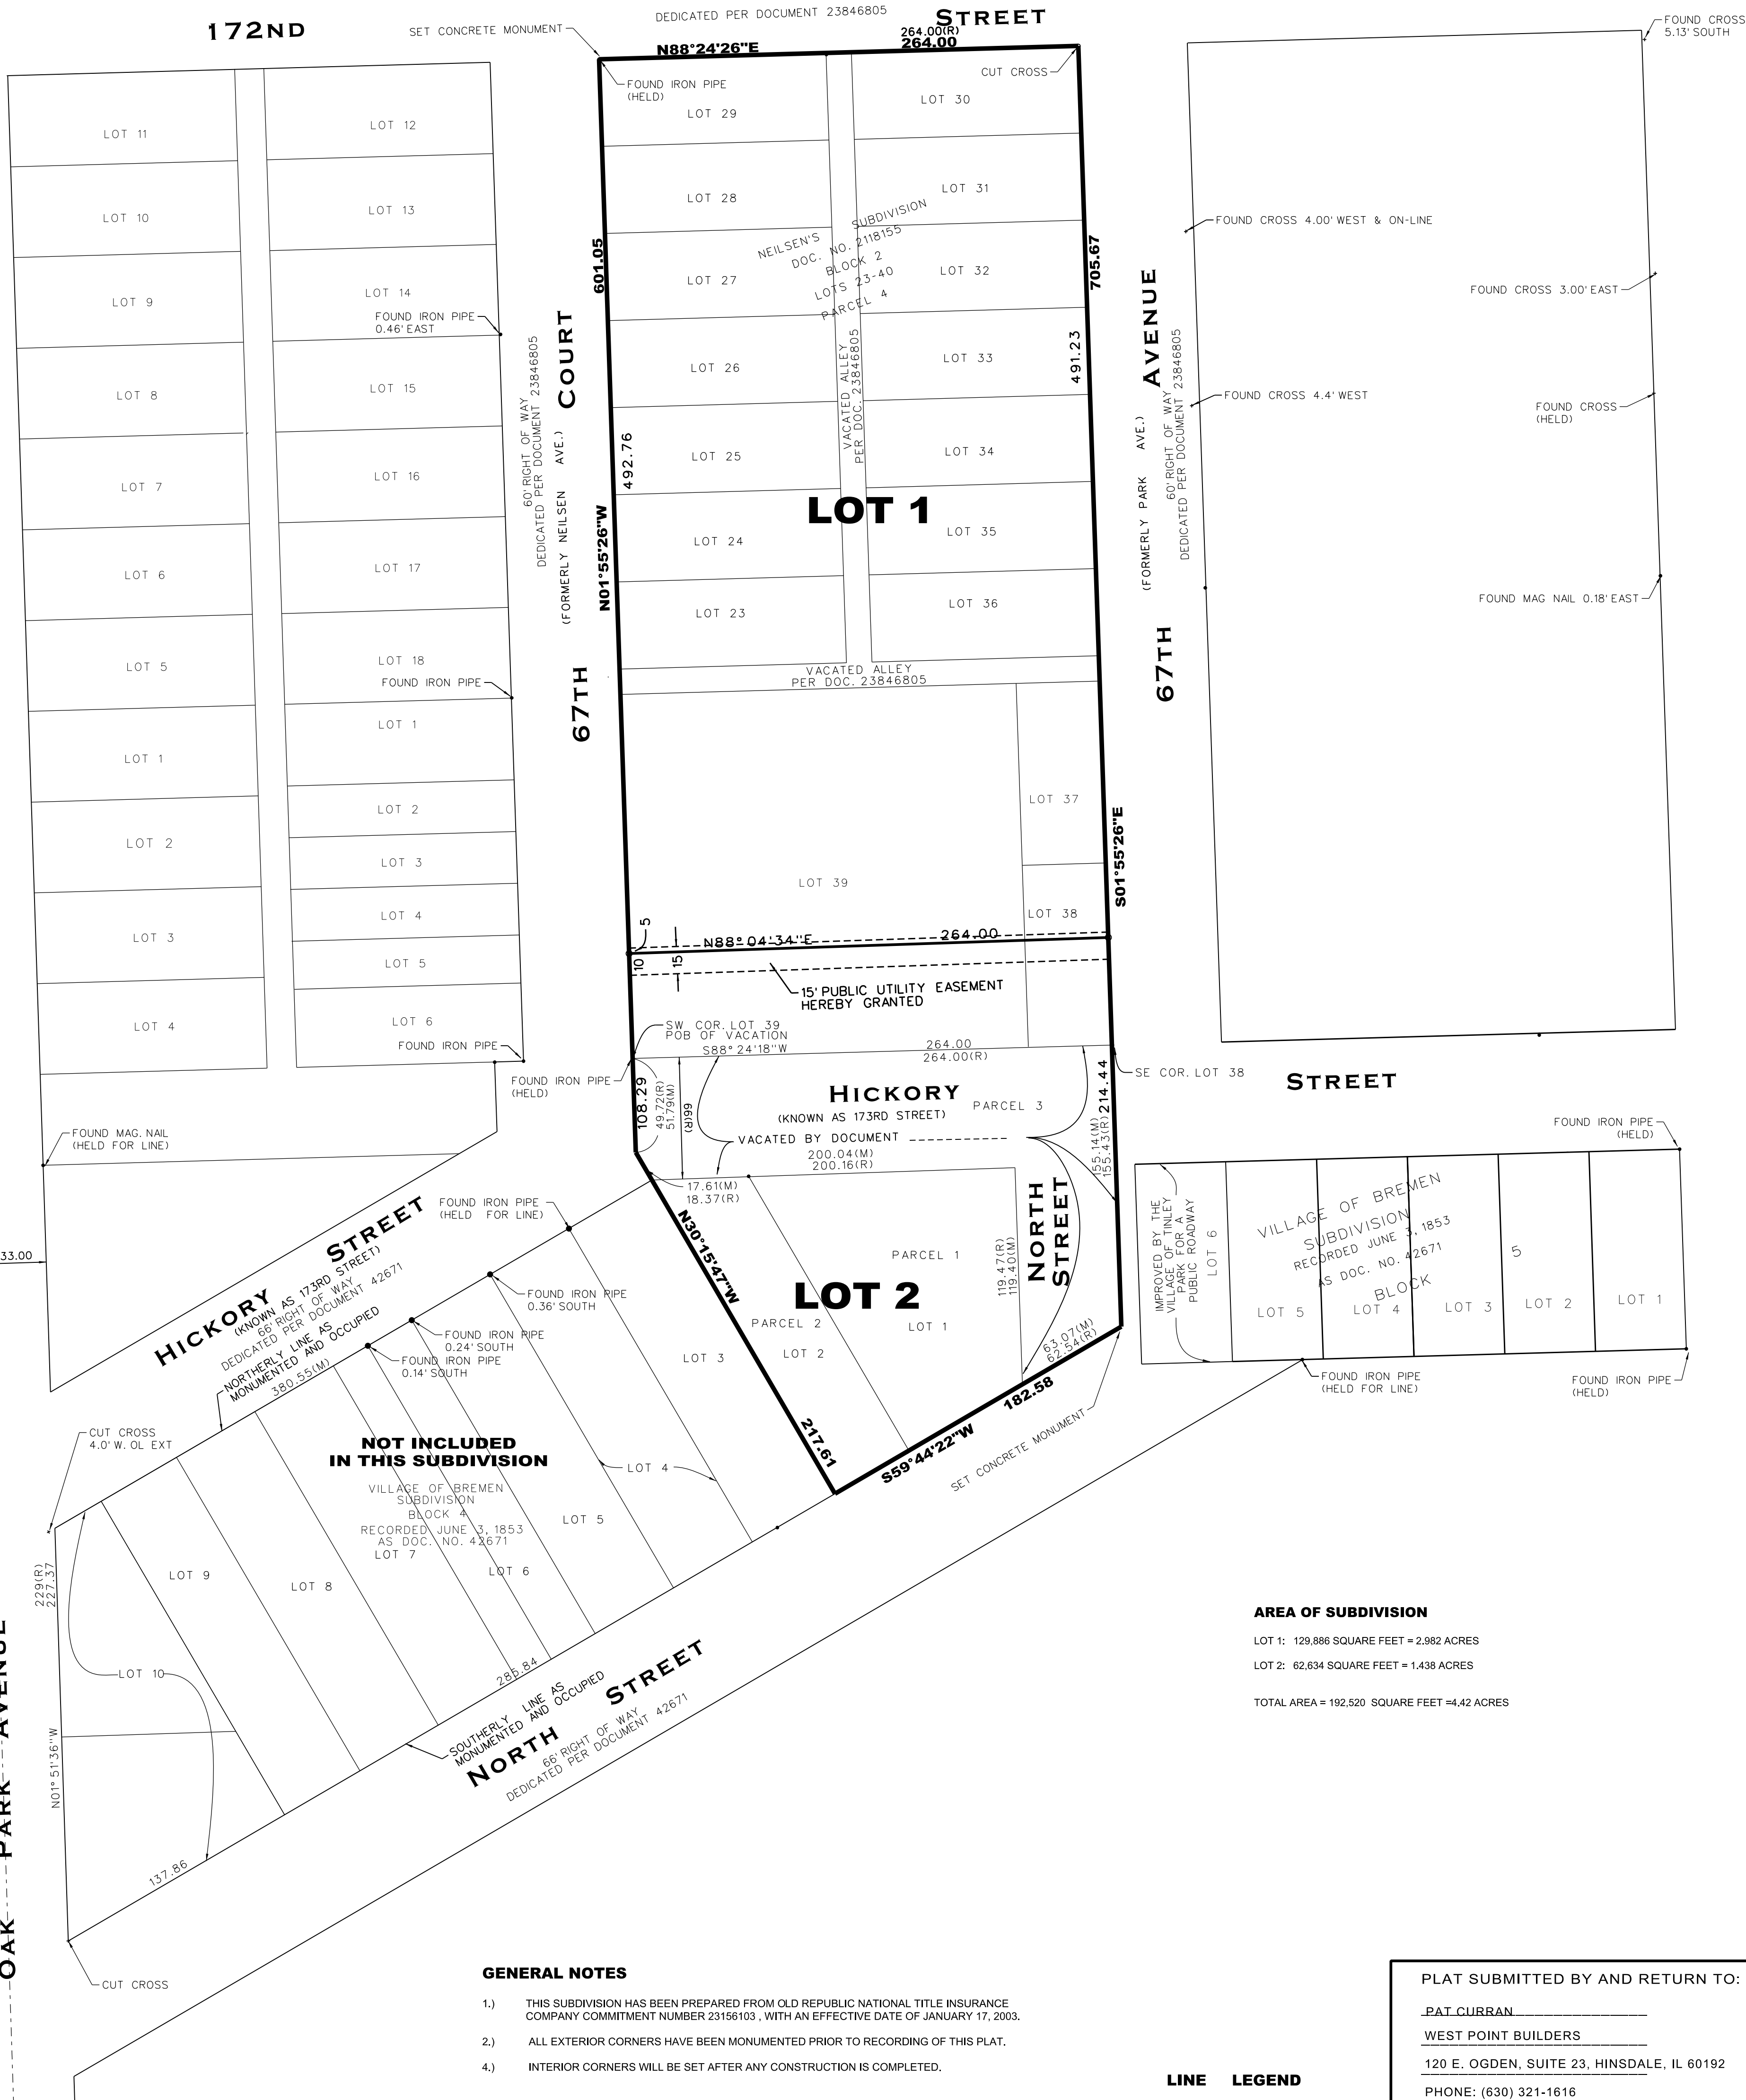 172ND
STREET
DEDICATED PER DOCUMENT 23846805
SET CONCRETE MONUMENT
N88°24'26"E
264.00(R)
264.00
FOUND CROSS
5.13' SOUTH
FOUND IRON PIPE
(HELD)
CUT CROSS
LOT 11
LOT 10
LOT 9
LOT 8
LOT 7
LOT 6
LOT 5
LOT 1
LOT 2
LOT 3
LOT 4
LOT 12
LOT 13
LOT 14
FOUND IRON PIPE
0.46' EAST
LOT 15
LOT 16
LOT 17
LOT 18
FOUND IRON PIPE
LOT 1
LOT 2
LOT 3
LOT 4
LOT 5
LOT 6
FOUND IRON PIPE
67TH COURT
(FORMERLY NEILSEN AVE.)
60' RIGHT OF WAY
DEDICATED PER DOCUMENT 23846805
601.05
492.76
N01°55'26"W
LOT 29
LOT 28
LOT 27
LOT 26
LOT 25
LOT 24
LOT 23
LOT 30
LOT 31
LOT 32
LOT 33
LOT 34
LOT 35
LOT 36
NEILSEN'S SUBDIVISION
DOC. NO. 2118155
BLOCK 2
LOTS 23-40
PARCEL 4
VACATED ALLEY
PER DOC. 23846805
LOT 1
VACATED ALLEY
PER DOC. 23846805
LOT 37
LOT 39
LOT 38
705.67
491.23
S01°55'26"E
67TH AVENUE
(FORMERLY PARK AVE.)
60' RIGHT OF WAY
DEDICATED PER DOCUMENT 23846805
FOUND CROSS 4.00' WEST & ON-LINE
FOUND CROSS 3.00' EAST
FOUND CROSS 4.4' WEST
FOUND CROSS
(HELD)
FOUND MAG NAIL 0.18' EAST
5
10
15
N88°04'34"E
264.00
15' PUBLIC UTILITY EASEMENT
HEREBY GRANTED
SW COR. LOT 39
POB OF VACATION
S88°24'18"W
264.00
264.00(R)
FOUND IRON PIPE
(HELD)
SE COR. LOT 38
108.29
49.72(R)
51.79(M)
66(R)
HICKORY STREET
(KNOWN AS 173RD STREET)
PARCEL 3
VACATED BY DOCUMENT __________
200.04(M)
200.16(R)
17.61(M)
18.37(R)
155.14(M)
155.43(R)
214.44
NORTH
STREET
119.47(R)
119.40(M)
PARCEL 1
LOT 2
PARCEL 2
LOT 1
LOT 2
LOT 3
N30°15'47"W
217.61
63.07(M)
62.54(R)
182.58
S59°44'22"W
SET CONCRETE MONUMENT
FOUND IRON PIPE
(HELD)
IMPROVED BY THE
VILLAGE OF TINLEY
PARK FOR A
PUBLIC ROADWAY
LOT 6
VILLAGE OF BREMEN
SUBDIVISION
RECORDED JUNE 3, 1853
AS DOC. NO. 42671
BLOCK 5
LOT 5
LOT 4
LOT 3
LOT 2
LOT 1
FOUND IRON PIPE
(HELD FOR LINE)
FOUND IRON PIPE
(HELD)
FOUND MAG. NAIL
(HELD FOR LINE)
33.00
HICKORY STREET
(KNOWN AS 173RD STREET)
66' RIGHT OF WAY
DEDICATED PER DOCUMENT 42671
NORTHERLY LINE AS
MONUMENTED AND OCCUPIED
380.55(M)
FOUND IRON PIPE
(HELD FOR LINE)
FOUND IRON PIPE
0.36' SOUTH
FOUND IRON PIPE
0.24' SOUTH
FOUND IRON PIPE
0.14' SOUTH
CUT CROSS
4.0' W. OL EXT
NOT INCLUDED
IN THIS SUBDIVISION
VILLAGE OF BREMEN
SUBDIVISION
BLOCK 4
RECORDED JUNE 3, 1853
AS DOC. NO. 42671
LOT 4
LOT 5
LOT 6
LOT 7
LOT 8
LOT 9
LOT 10
229(R)
227.37
N01°51'36"W
OAK PARK AVENUE
137.86
285.84
SOUTHERLY LINE AS
MONUMENTED AND OCCUPIED
NORTH STREET
66' RIGHT OF WAY
DEDICATED PER DOCUMENT 42671
CUT CROSS
AREA OF SUBDIVISION
LOT 1: 129,886 SQUARE FEET = 2.982 ACRES
LOT 2: 62,634 SQUARE FEET = 1.438 ACRES
TOTAL AREA = 192,520 SQUARE FEET =4.42 ACRES
GENERAL NOTES
1.) THIS SUBDIVISION HAS BEEN PREPARED FROM OLD REPUBLIC NATIONAL TITLE INSURANCE
COMPANY COMMITMENT NUMBER 23156103 , WITH AN EFFECTIVE DATE OF JANUARY 17, 2003.
2.) ALL EXTERIOR CORNERS HAVE BEEN MONUMENTED PRIOR TO RECORDING OF THIS PLAT.
4.) INTERIOR CORNERS WILL BE SET AFTER ANY CONSTRUCTION IS COMPLETED.
LINE LEGEND
PLAT SUBMITTED BY AND RETURN TO:
PAT CURRAN
WEST POINT BUILDERS
120 E. OGDEN, SUITE 23, HINSDALE, IL 60192
PHONE: (630) 321-1616